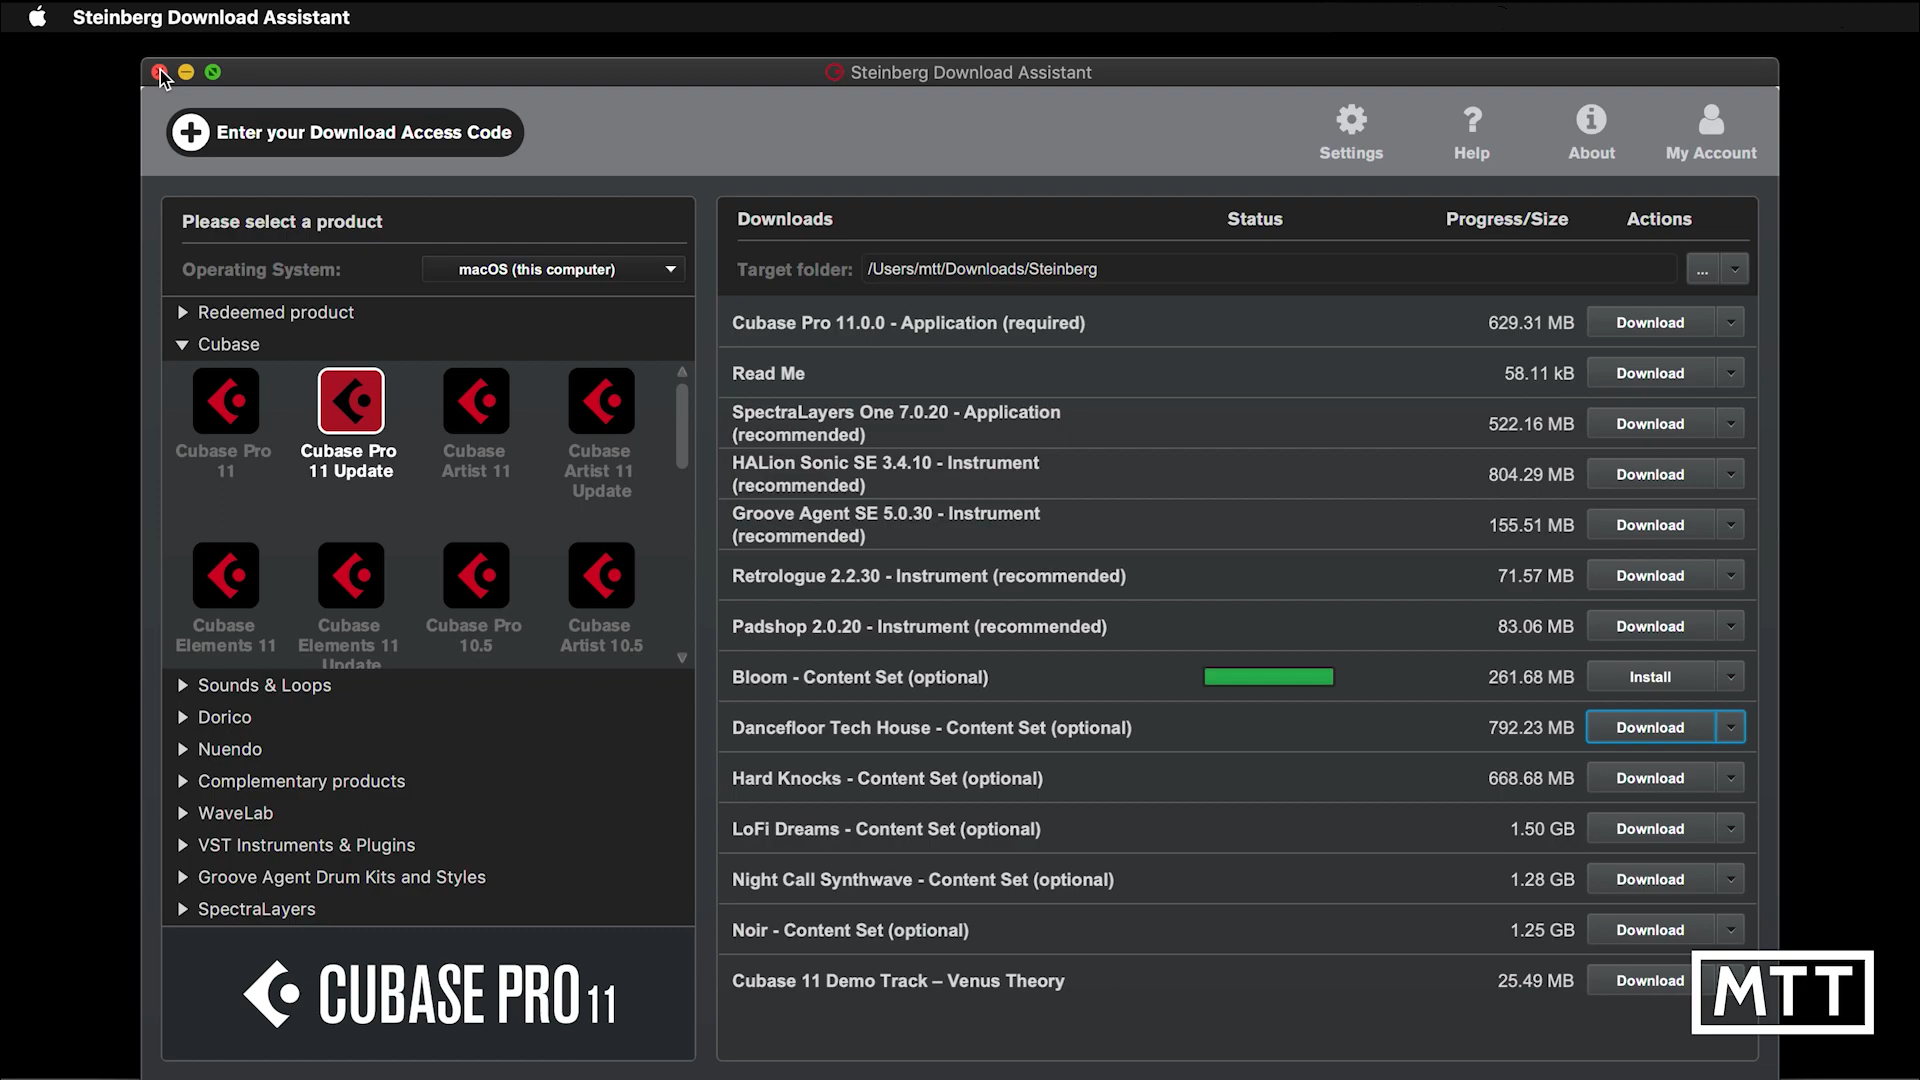 Steinberg Download Assistant
Steinberg Download Assistant
Enter your Download Access Code
Settings
Help
About
My Account
Please select a product
Operating System:
macOS (this computer)
Redeemed product
Cubase
Cubase Pro
11
Cubase Pro
11 Update
Cubase
Artist 11
Cubase
Artist 11
Update
Cubase
Elements 11
Cubase
Elements 11
Update
Cubase Pro
10.5
Cubase
Artist 10.5
Sounds & Loops
Dorico
Nuendo
Complementary products
WaveLab
VST Instruments & Plugins
Groove Agent Drum Kits and Styles
SpectraLayers
CUBASE PRO 11
Downloads Status Progress/Size Actions
Target folder: /Users/mtt/Downloads/Steinberg ...
Cubase Pro 11.0.0 - Application (required) 629.31 MB Download
Read Me 58.11 kB Download
SpectraLayers One 7.0.20 - Application
(recommended) 522.16 MB Download
HALion Sonic SE 3.4.10 - Instrument
(recommended) 804.29 MB Download
Groove Agent SE 5.0.30 - Instrument
(recommended) 155.51 MB Download
Retrologue 2.2.30 - Instrument (recommended) 71.57 MB Download
Padshop 2.0.20 - Instrument (recommended) 83.06 MB Download
Bloom - Content Set (optional) 261.68 MB Install
Dancefloor Tech House - Content Set (optional) 792.23 MB Download
Hard Knocks - Content Set (optional) 668.68 MB Download
LoFi Dreams - Content Set (optional) 1.50 GB Download
Night Call Synthwave - Content Set (optional) 1.28 GB Download
Noir - Content Set (optional) 1.25 GB Download
Cubase 11 Demo Track – Venus Theory 25.49 MB Download
MTT